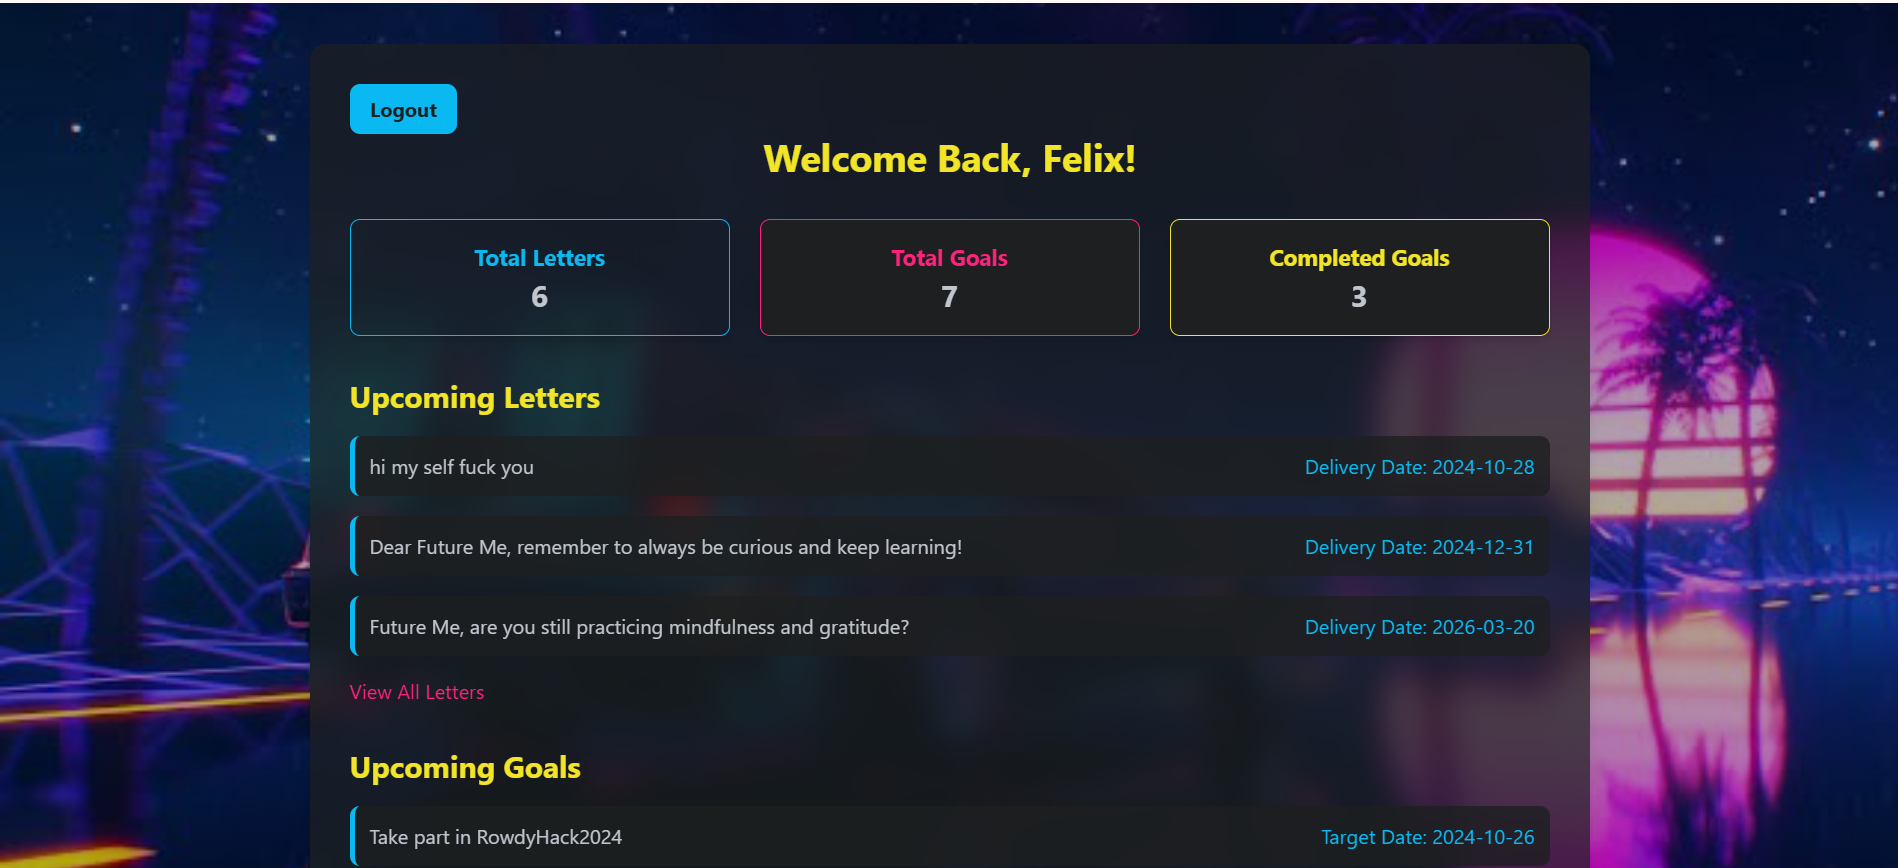 Logout
Welcome Back, Felix!
Total Letters
6
Total Goals
7
Completed Goals
3
Upcoming Letters
hi my self fuck you
Delivery Date: 2024-10-28
Dear Future Me, remember to always be curious and keep learning!
Delivery Date: 2024-12-31
Future Me, are you still practicing mindfulness and gratitude?
Delivery Date: 2026-03-20
View All Letters
Upcoming Goals
Take part in RowdyHack2024
Target Date: 2024-10-26